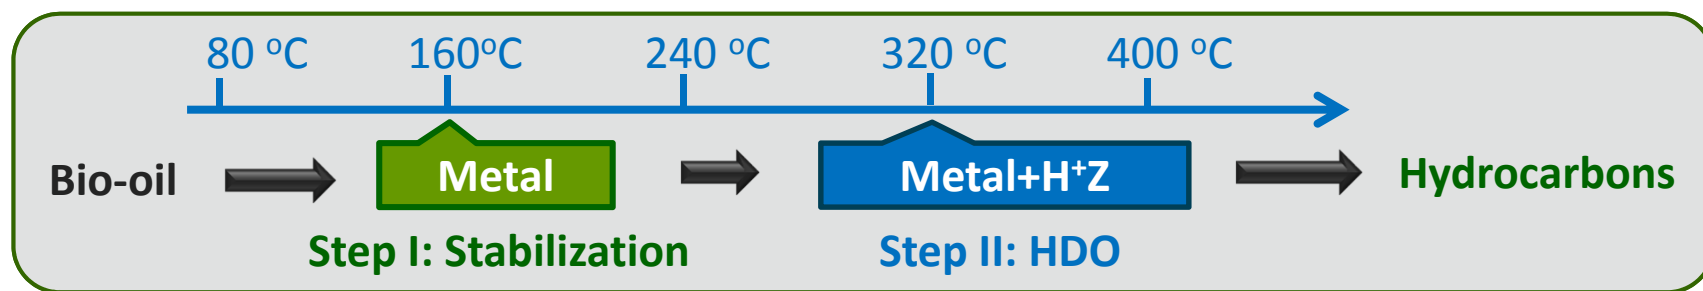 80 °C 160°C 240 °C 320 °C 400 °C
Bio-oil Metal Metal+H⁺Z Hydrocarbons
Step I: Stabilization Step II: HDO